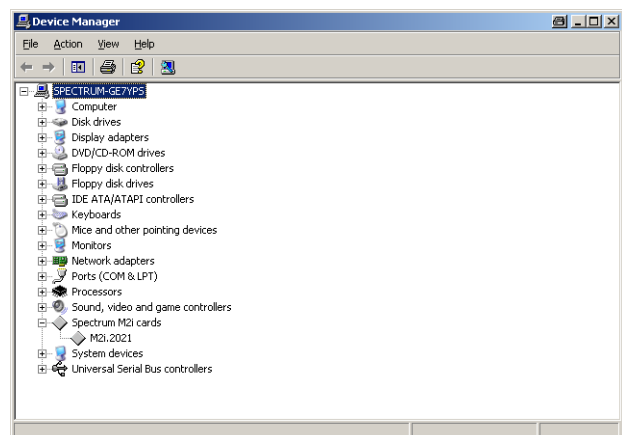 Device Manager
File Action View Help
SPECTRUM-GE7YPS
Computer
Disk drives
Display adapters
DVD/CD-ROM drives
Floppy disk controllers
Floppy disk drives
IDE ATA/ATAPI controllers
Keyboards
Mice and other pointing devices
Monitors
Network adapters
Ports (COM & LPT)
Processors
Sound, video and game controllers
Spectrum M2i cards
M2i.2021
System devices
Universal Serial Bus controllers